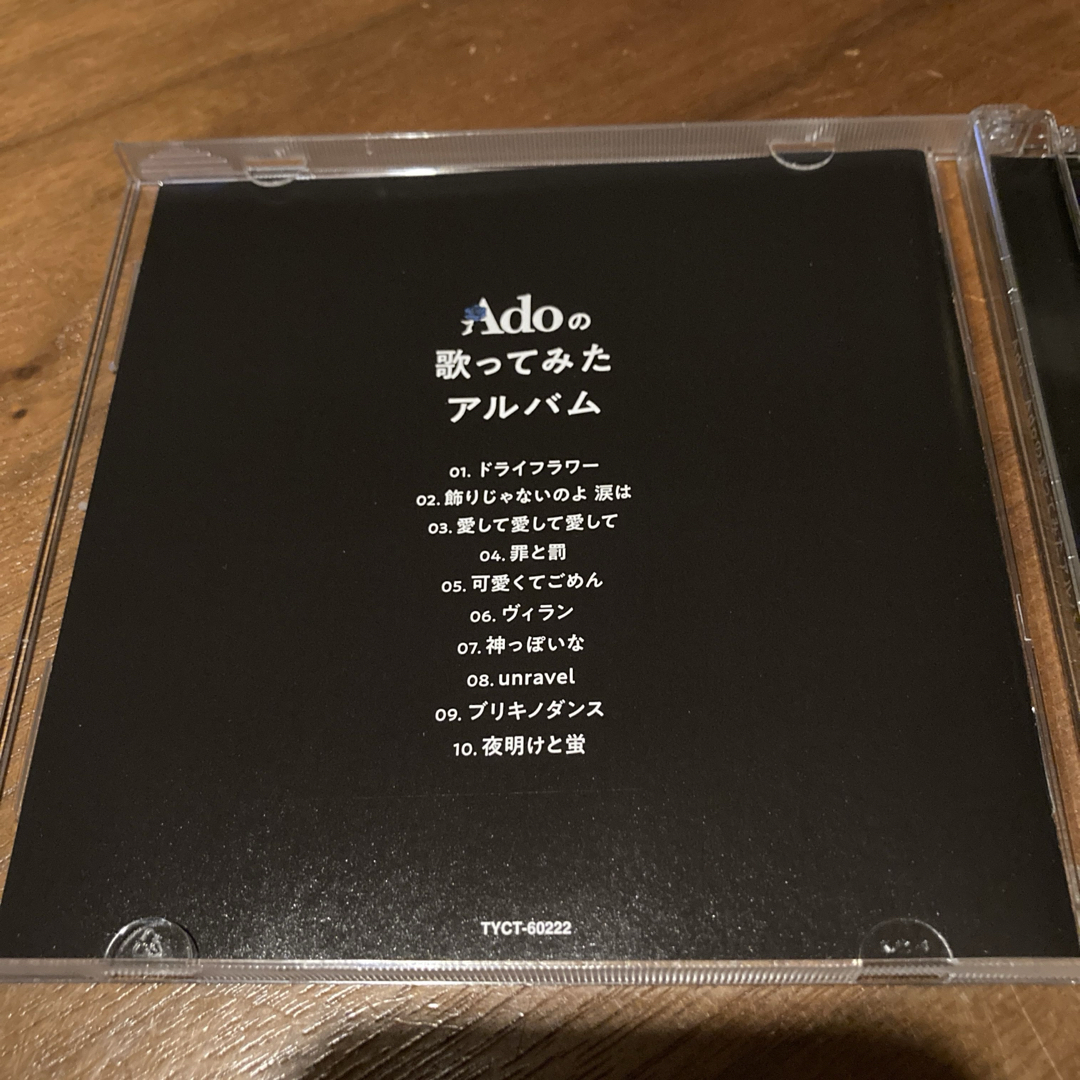 Adoの
歌ってみた
アルバム
01. ドライフラワー
02. 飾りじゃないのよ 涙は
03. 愛して愛して愛して
04. 罪と罰
05. 可愛くてごめん
06. ヴィラン
07. 神っぽいな
08. unravel
09. ブリキノダンス
10. 夜明けと蛍
TYCT-60222